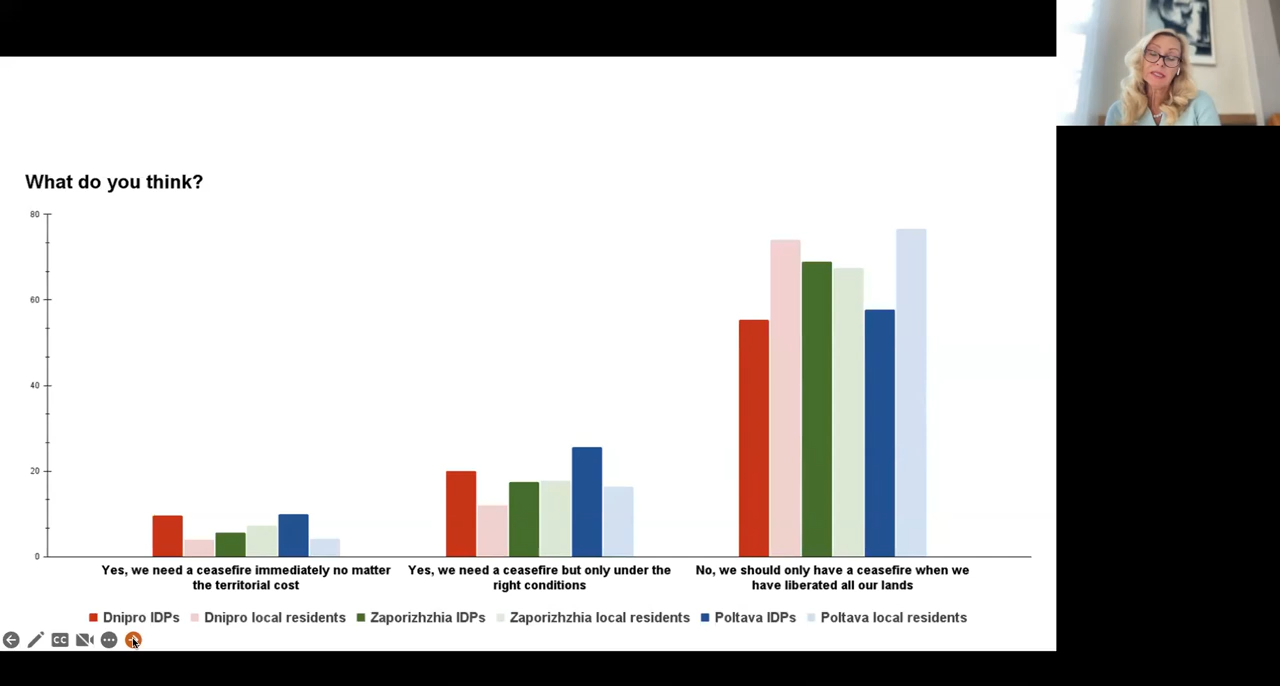 What do you think?
80
60
40
20
0
Yes, we need a ceasefire immediately no matter
the territorial cost
Yes, we need a ceasefire but only under the
right conditions
No, we should only have a ceasefire when we
have liberated all our lands
Dnipro IDPs Dnipro local residents Zaporizhzhia IDPs Zaporizhzhia local residents Poltava IDPs Poltava local residents
CC